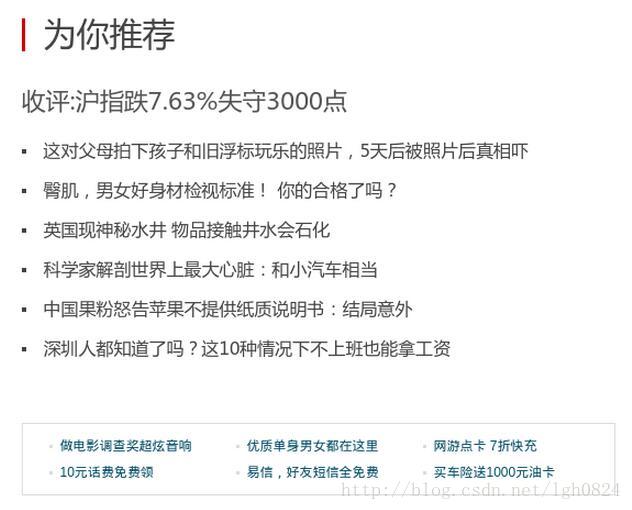 为你推荐
收评:沪指跌7.63%失守3000点
这对父母拍下孩子和旧浮标玩乐的照片，5天后被照片后真相吓
臀肌，男女好身材检视标准！ 你的合格了吗？
英国现神秘水井 物品接触井水会石化
科学家解剖世界上最大心脏：和小汽车相当
中国果粉怒告苹果不提供纸质说明书：结局意外
深圳人都知道了吗？这10种情况下不上班也能拿工资
做电影调查奖超炫音响 优质单身男女都在这里 网游点卡 7折快充
10元话费免费领 易信，好友短信全免费 买车险送1000元油卡
http://blog.csdn.net/lgh0824